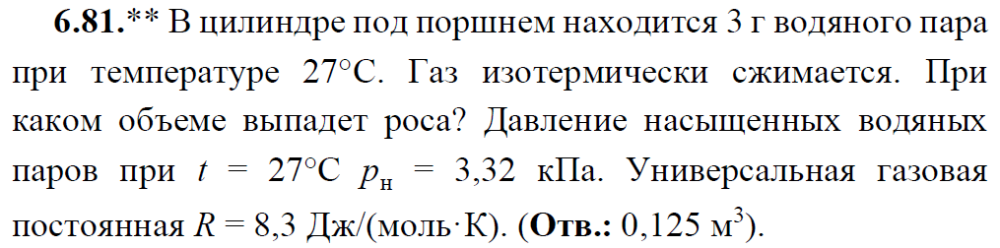 6.81.** В цилиндре под поршнем находится 3 г водяного пара
при температуре 27°С. Газ изотермически сжимается. При
каком объеме выпадет роса? Давление насыщенных водяных
паров при t = 27°С pн = 3,32 кПа. Универсальная газовая
постоянная R = 8,3 Дж/(моль·К). (Отв.: 0,125 м³).